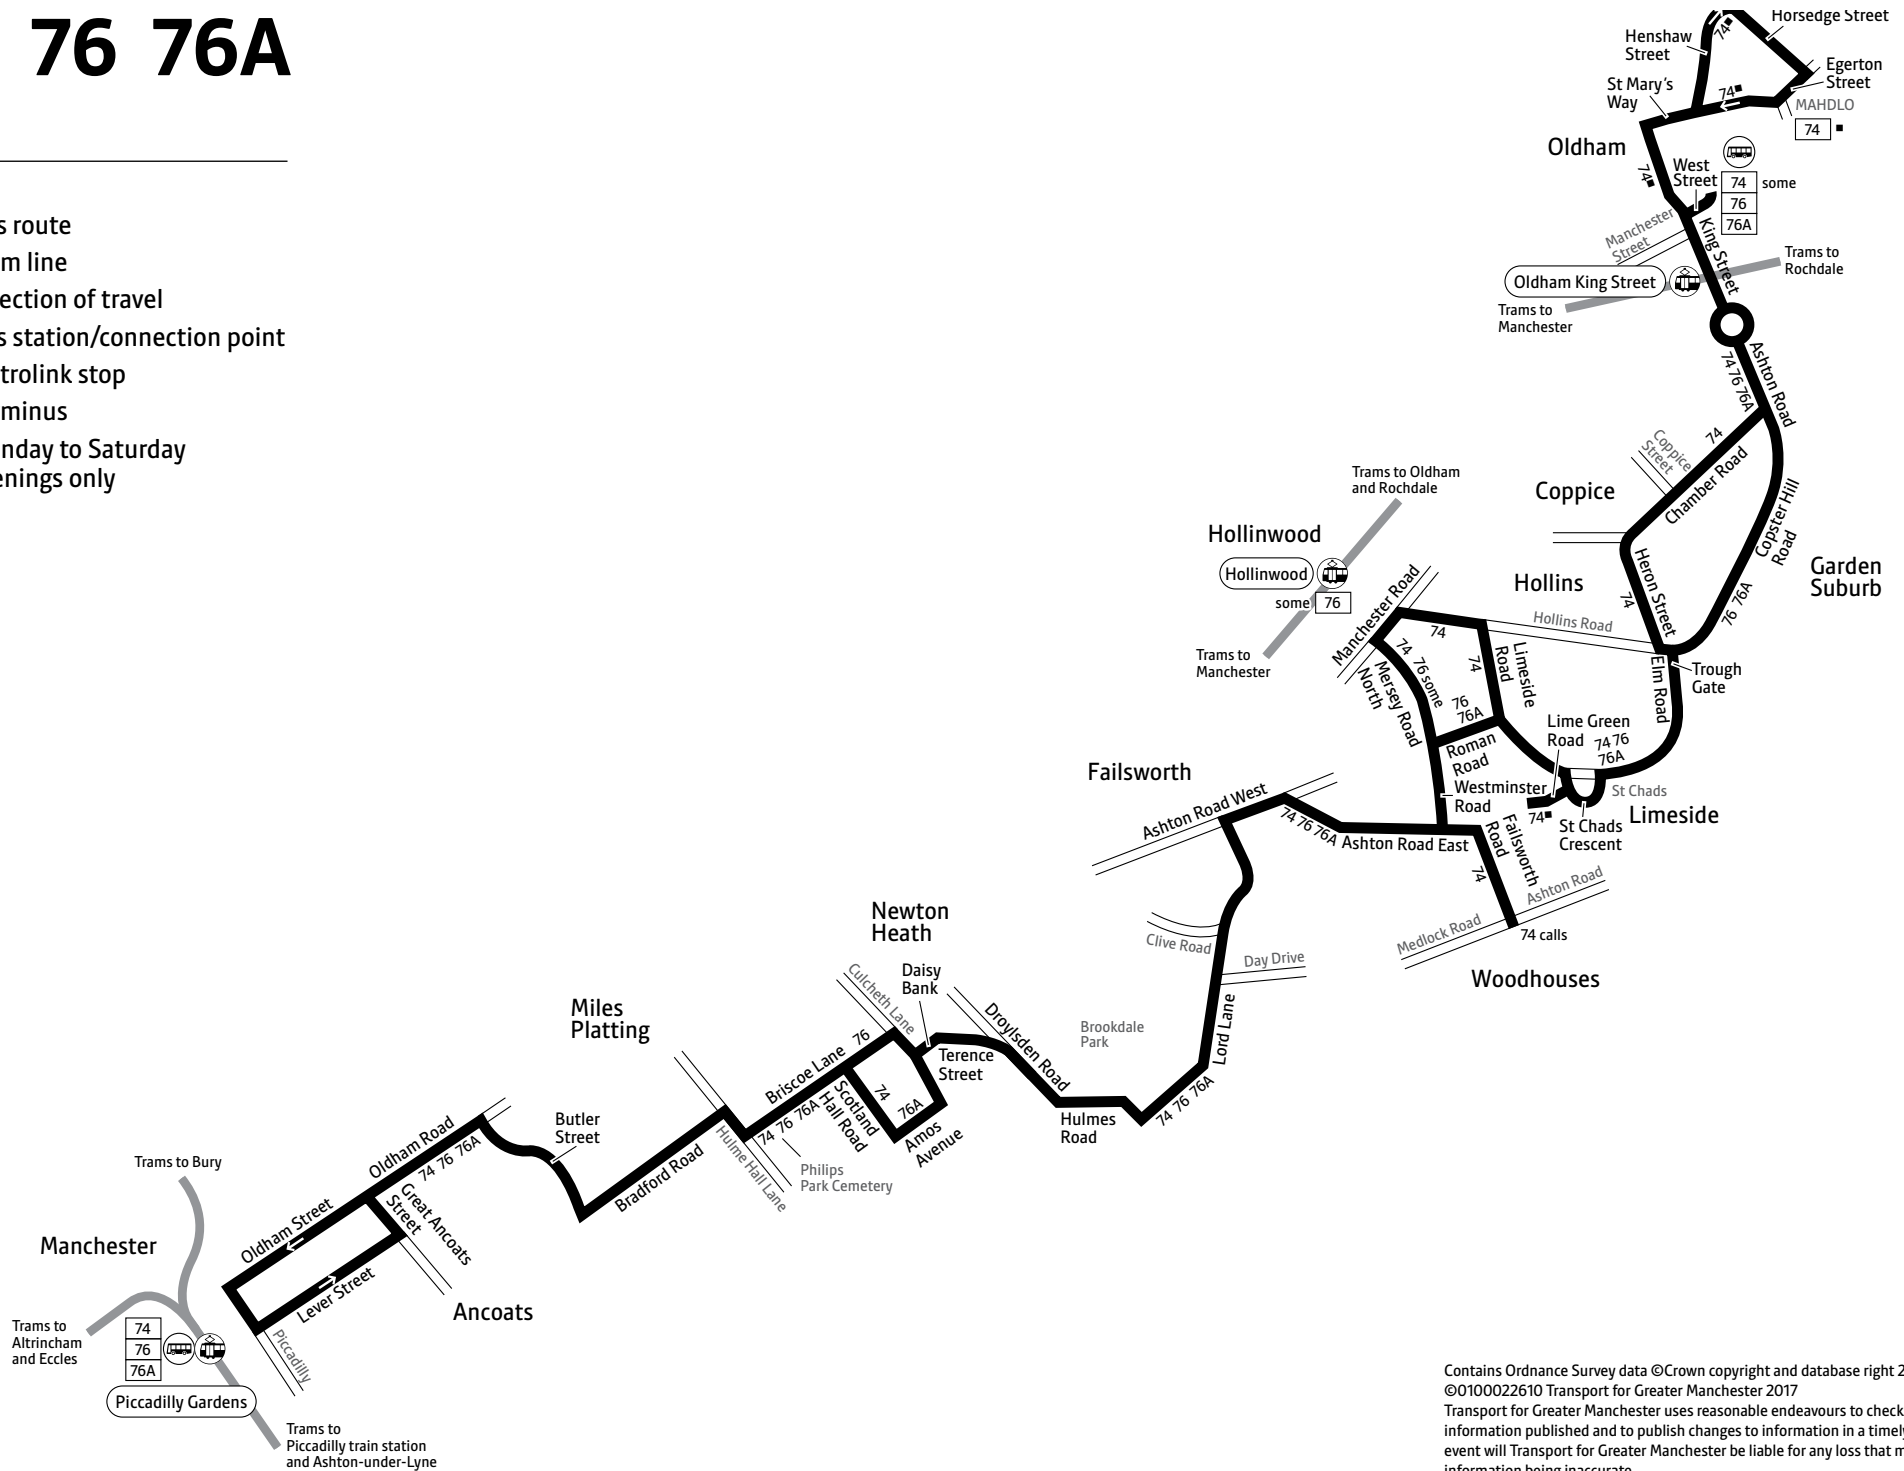 76 76A
s route
m line
ection of travel
s station/connection point
trolink stop
minus
nday to Saturday
enings only
Horsedge Street
Henshaw
Street
74■
Egerton
Street
St Mary's
Way
74■
MAHDLO
74 ■
Oldham
74■
West
Street
74 some
76
76A
Manchester
Street
King Street
Trams to
Rochdale
Oldham King Street
Trams to
Manchester
Ashton Road
74 76 76A
Coppice
Street
74
Chamber Road
Coppice
Copster Hill
Road
Trams to Oldham
and Rochdale
Hollinwood
Hollinwood
some 76
Trams to
Manchester
Manchester Road
Hollins
Heron Street
74
76 76A
Garden
Suburb
Hollins Road
74
74
Limeside
Road
74
76 some
Mersey Road
North
76
76A
Roman
Road
Elm Road
Trough
Gate
Lime Green
Road
74 76
76A
Westminster
Road
74■
St Chads
Limeside
St Chads
Crescent
Failsworth
Ashton Road West
74 76 76A
Ashton Road East
Failsworth
Road
74
Ashton Road
Medlock Road
74 calls
Woodhouses
Clive Road
Day Drive
Newton
Heath
Culcheth Lane
Daisy
Bank
Droylsden Road
Brookdale
Park
Lord Lane
Miles
Platting
Briscoe Lane
76
Terence
Street
74 76 76A
Scotland
Hall Road
74
76A
Amos
Avenue
Hulmes
Road
74 76 76A
Oldham Road
74 76 76A
Butler
Street
Bradford Road
Hulme Hall Lane
Philips
Park Cemetery
Trams to Bury
Oldham Street
Great Ancoats
Street
Manchester
Lever Street
Ancoats
Trams to
Altrincham
and Eccles
74
76
76A
Piccadilly
Piccadilly Gardens
Trams to
Piccadilly train station
and Ashton-under-Lyne
Contains Ordnance Survey data ©Crown copyright and database right 2
©0100022610 Transport for Greater Manchester 2017
Transport for Greater Manchester uses reasonable endeavours to check
information published and to publish changes to information in a timely
event will Transport for Greater Manchester be liable for any loss that m
information being inaccurate